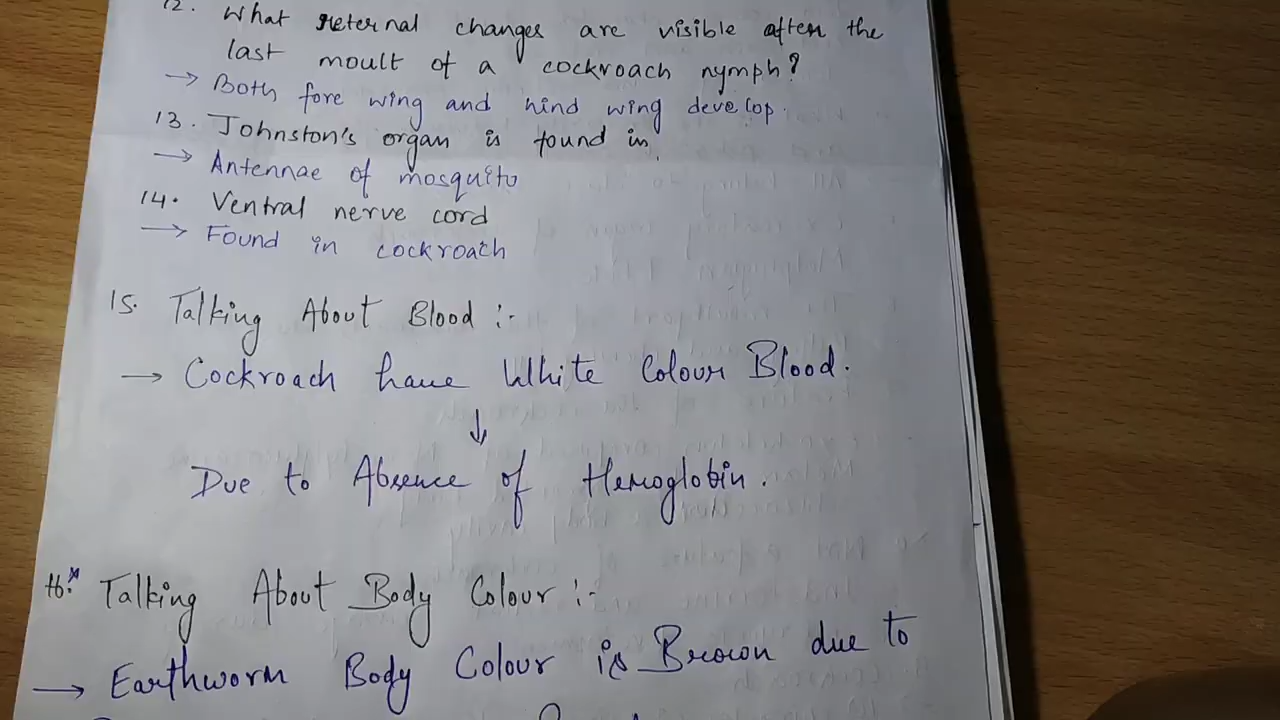 12. What external changes are visible after the
last moult of a cockroach nymph?
→ Both fore wing and hind wing develop.
13. Johnston's organ is found in
→ Antennae of mosquito
14. Ventral nerve cord
→ Found in cockroach
15. Talking About Blood :-
→ Cockroach have White Colour Blood.
↓
Due to Absence of Hemoglobin.
16. Talking About Body Colour :-
→ Earthworm Body Colour is Brown due to